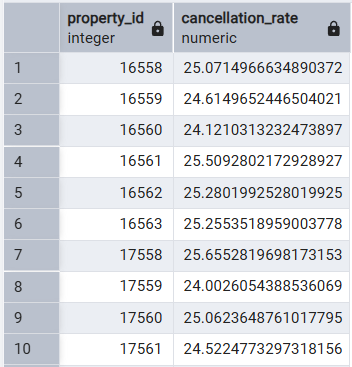 property_id cancellation_rate
integer numeric
1 16558 25.0714966634890372
2 16559 24.6149652446504021
3 16560 24.1210313232473897
4 16561 25.5092802172928927
5 16562 25.2801992528019925
6 16563 25.2553518959003778
7 17558 25.6552819698173153
8 17559 24.0026054388536069
9 17560 25.0623648761017795
10 17561 24.5224773297318156